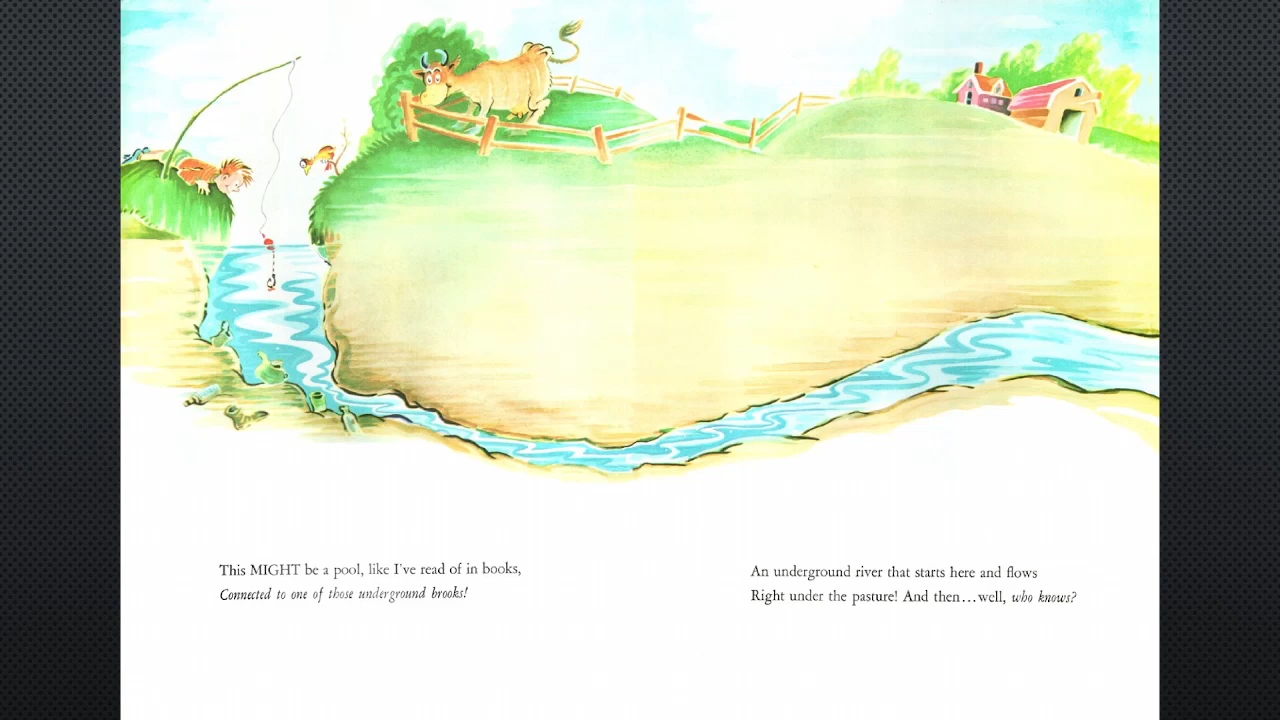 This MIGHT be a pool, like I've read of in books,
Connected to one of those underground brooks!
An underground river that starts here and flows
Right under the pasture! And then...well, who knows?